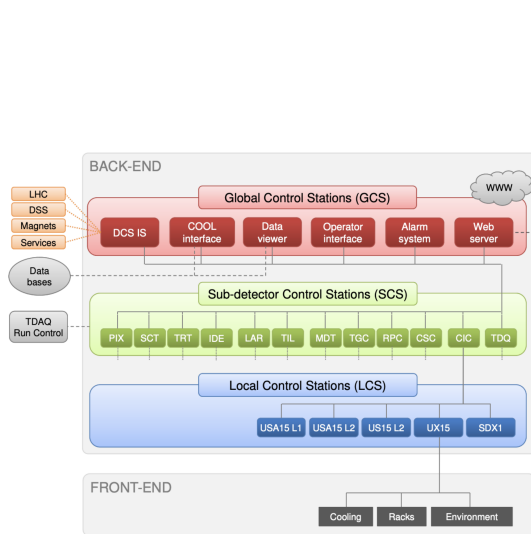 BACK-END
WWW
LHC
DSS
Magnets
Services
Global Control Stations (GCS)
DCS IS
COOL
interface
Data
viewer
Operator
interface
Alarm
system
Web
server
Data
bases
Sub-detector Control Stations (SCS)
TDAQ
Run Control
PIX
SCT
TRT
IDE
LAR
TIL
MDT
TGC
RPC
CSC
CIC
TDQ
Local Control Stations (LCS)
USA15 L1
USA15 L2
US15 L2
UX15
SDX1
FRONT-END
Cooling
Racks
Environment